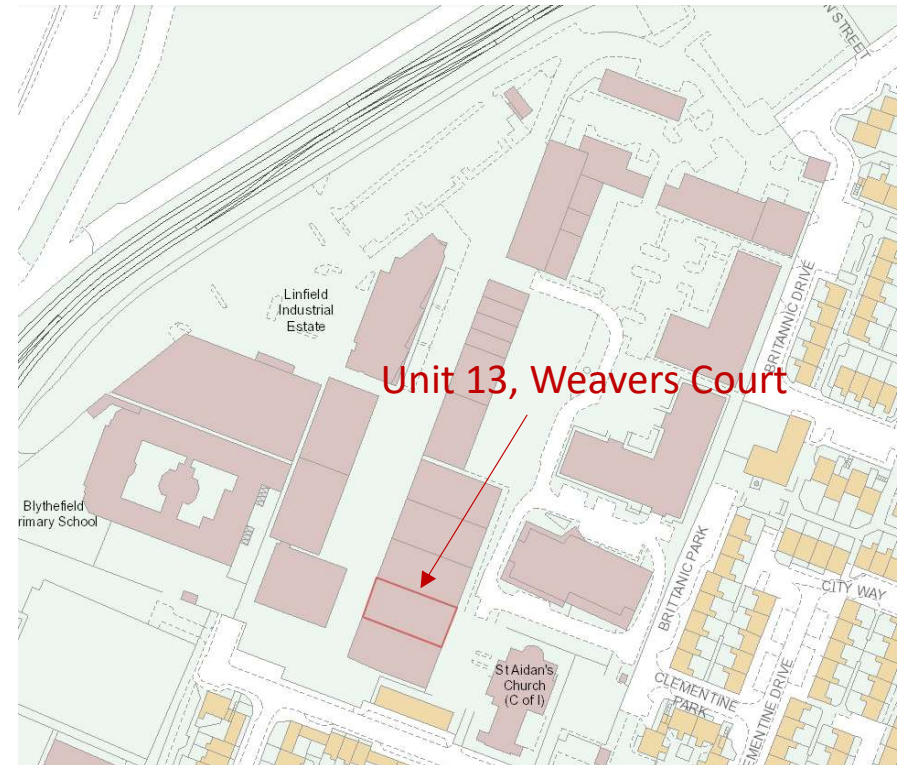 N STREET
Linfield
Industrial
Estate
BRITANNIC DRIVE
Unit 13, Weavers Court
Blythefield
rimary School
BRITTANIC PARK
CITY WAY
St Aidan's
Church
(C of I)
CLEMENTINE
PARK
EMENTINE DRIVE